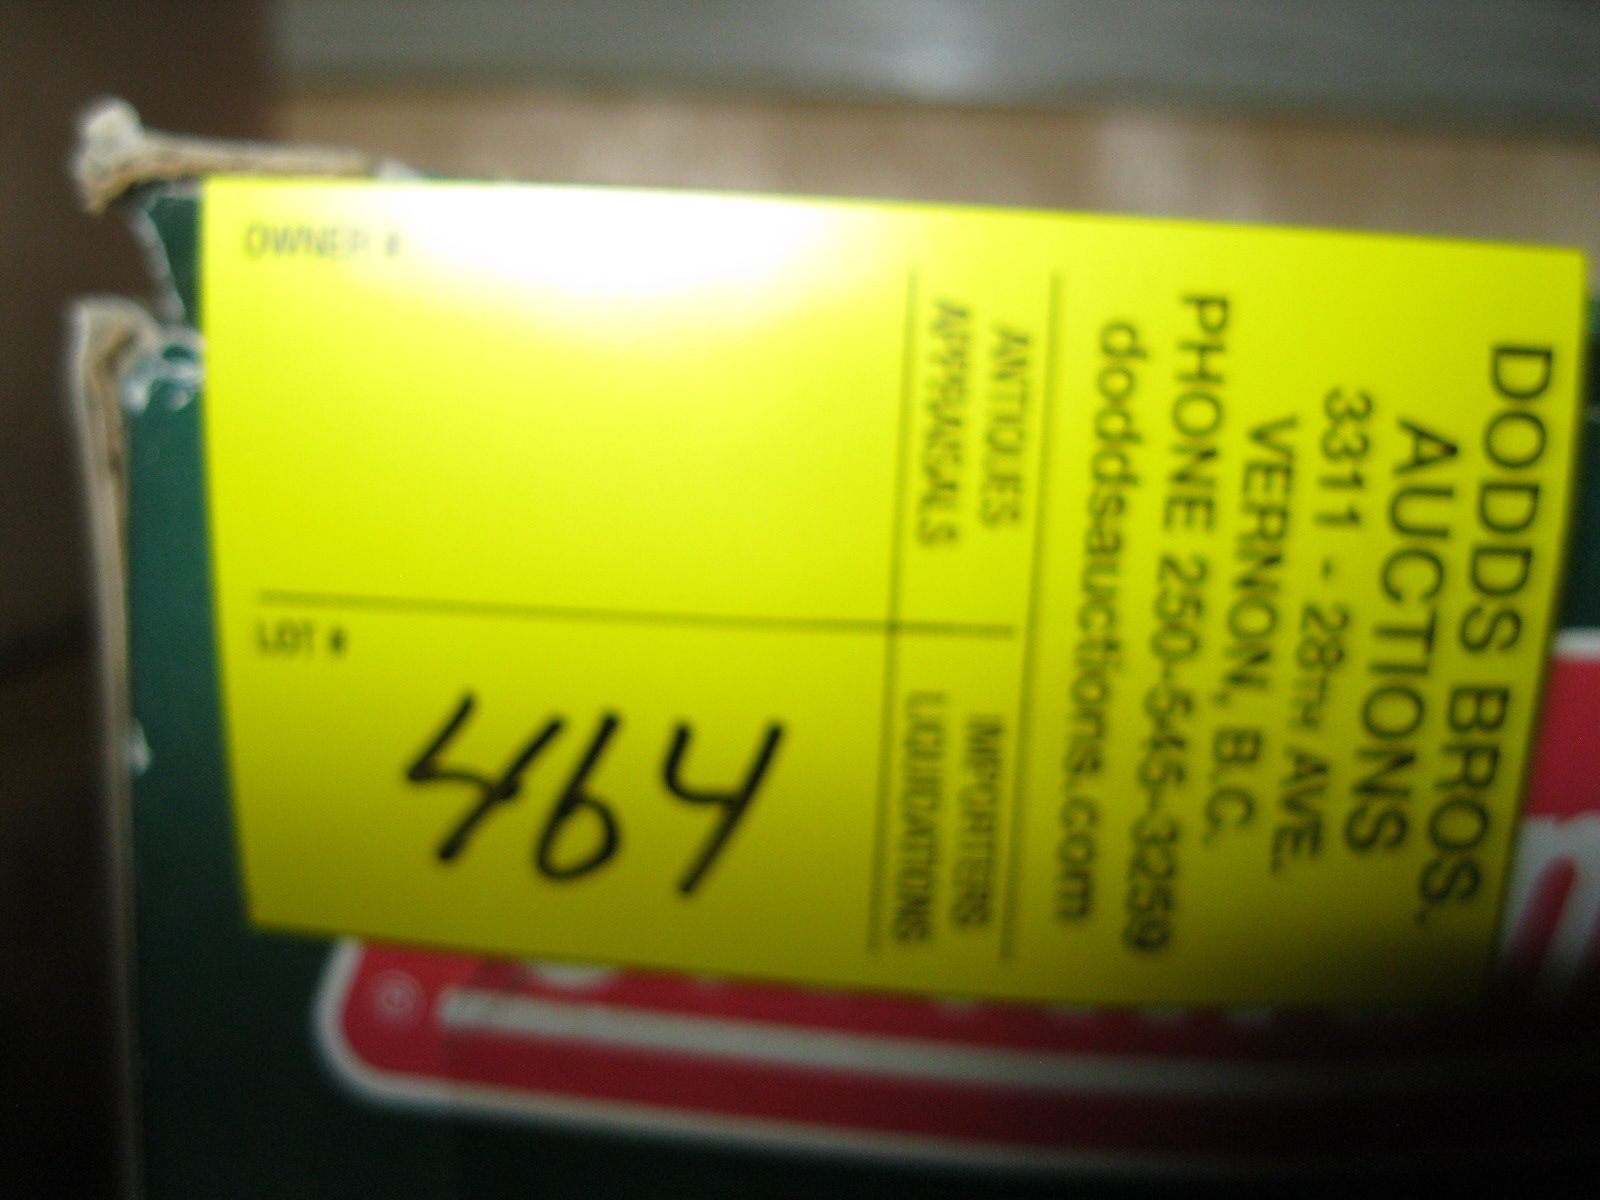 DODDS BROS.
AUCTIONS
3311 - 28TH AVE.
VERNON, B.C.
PHONE 250-545-3259
doddsauctions.com
ANTIQUES
APPRAISALS
IMPORTERS
LIQUIDATIONS
OWNER #
LOT #
464